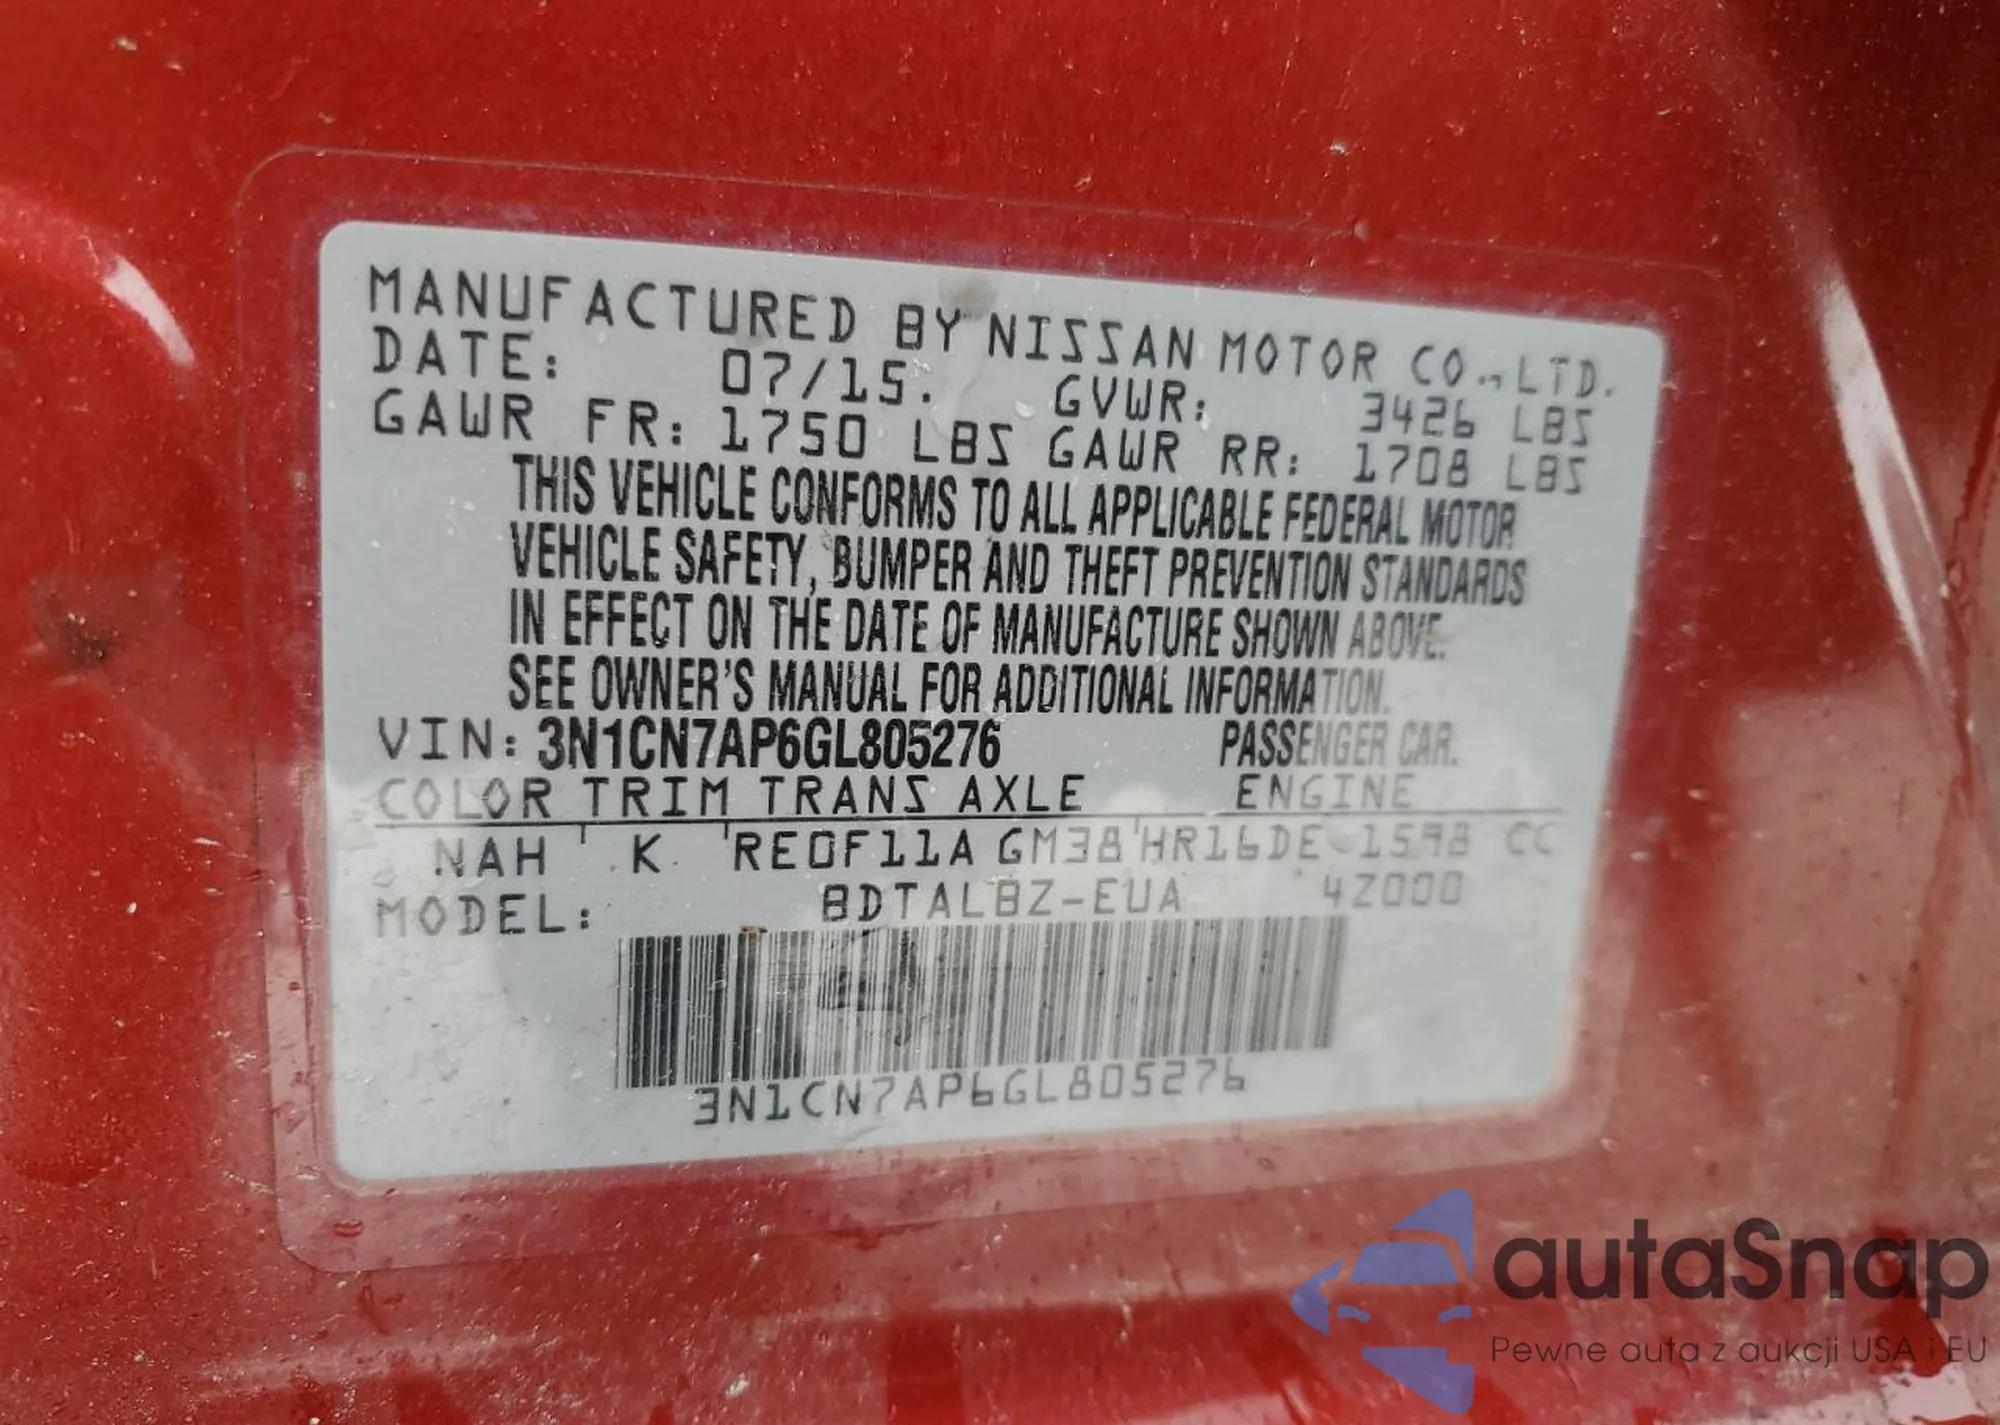 MANUFACTURED BY NISSAN MOTOR CO., LTD.
DATE: 07/15. GVWR: 3426 LBS
GAWR FR: 1750 LBS GAWR RR: 1708 LBS
THIS VEHICLE CONFORMS TO ALL APPLICABLE FEDERAL MOTOR
VEHICLE SAFETY, BUMPER AND THEFT PREVENTION STANDARDS
IN EFFECT ON THE DATE OF MANUFACTURE SHOWN ABOVE.
SEE OWNER'S MANUAL FOR ADDITIONAL INFORMATION.
VIN: 3N1CN7AP6GL805276 PASSENGER CAR.
COLOR TRIM TRANS AXLE ENGINE
NAH K RE0F11A GM38 HR16DE 1598 CC
MODEL: BDTALBZ-EUA 4Z000
3N1CN7AP6GL805276
autaSnap
Pewne auta z aukcji USA i EU